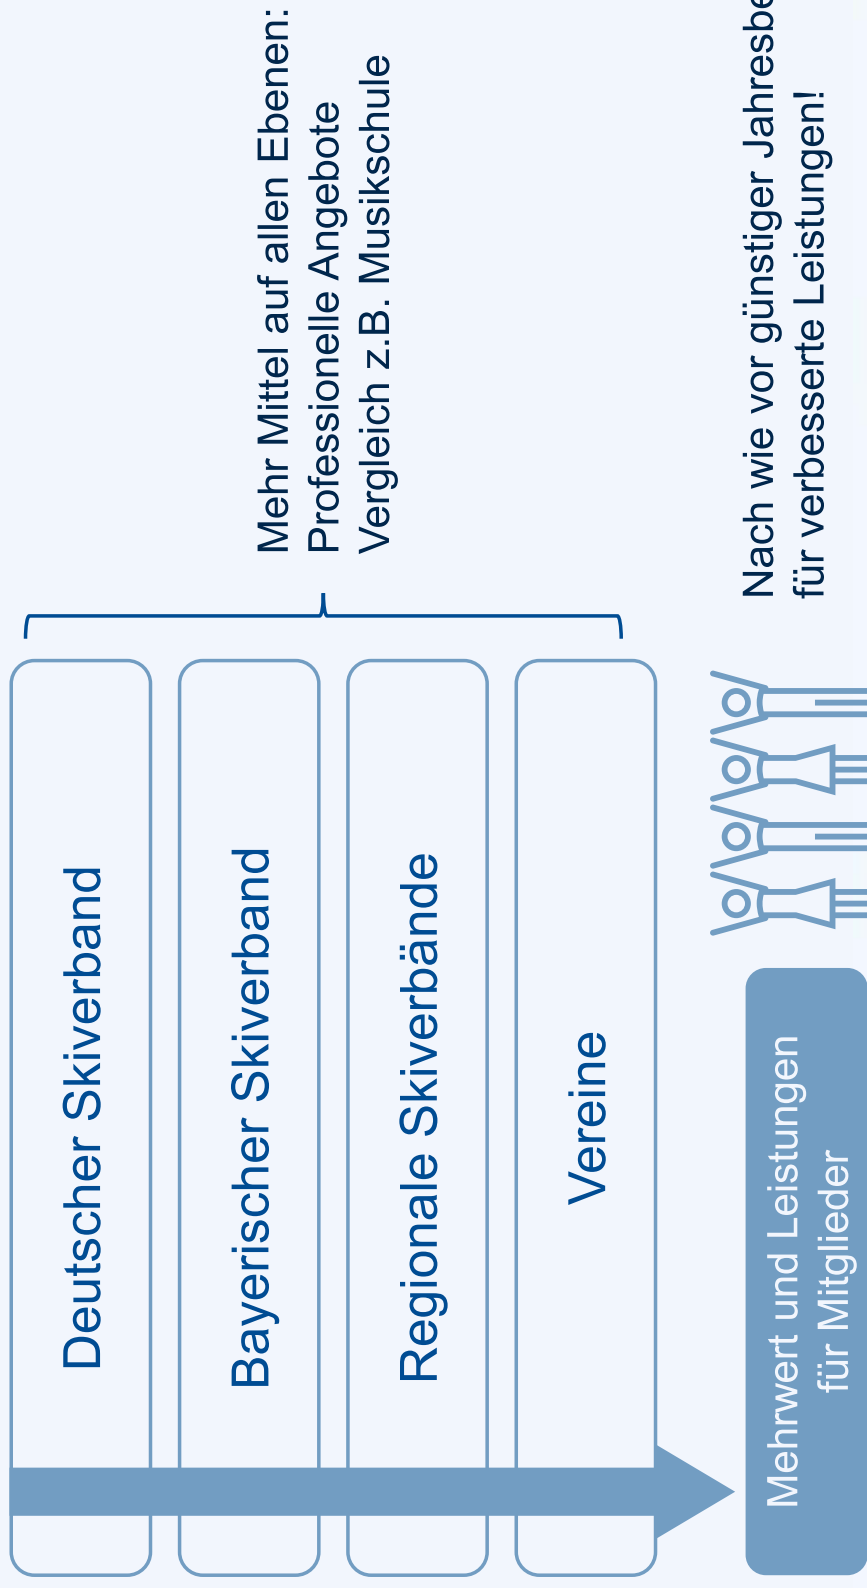 Deutscher Skiverband
Bayerischer Skiverband
Regionale Skiverbände
Vereine
Mehr Mittel auf allen Ebenen:
Professionelle Angebote
Vergleich z.B. Musikschule
Mehrwert und Leistungen
für Mitglieder
Nach wie vor günstiger
für verbesserte Leistungen!